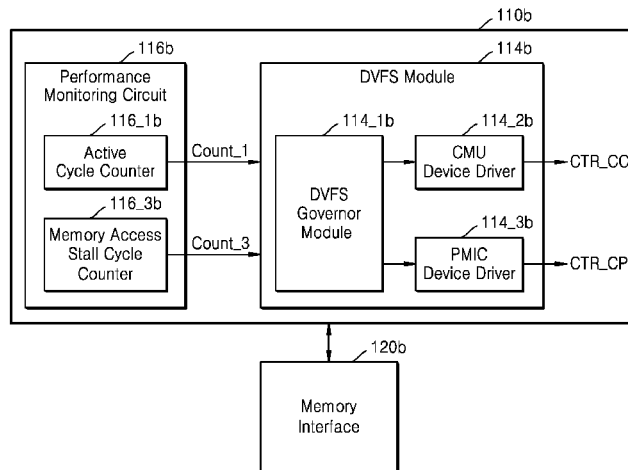 110b
116b
114b
Performance
Monitoring Circuit
DVFS Module
116_1b
114_1b
114_2b
Active
Cycle Counter
Count_1
CMU
Device Driver
CTR_CC
116_3b
DVFS
Governor
Module
114_3b
Memory Access
Stall Cycle
Counter
Count_3
PMIC
Device Driver
CTR_CP
120b
Memory
Interface